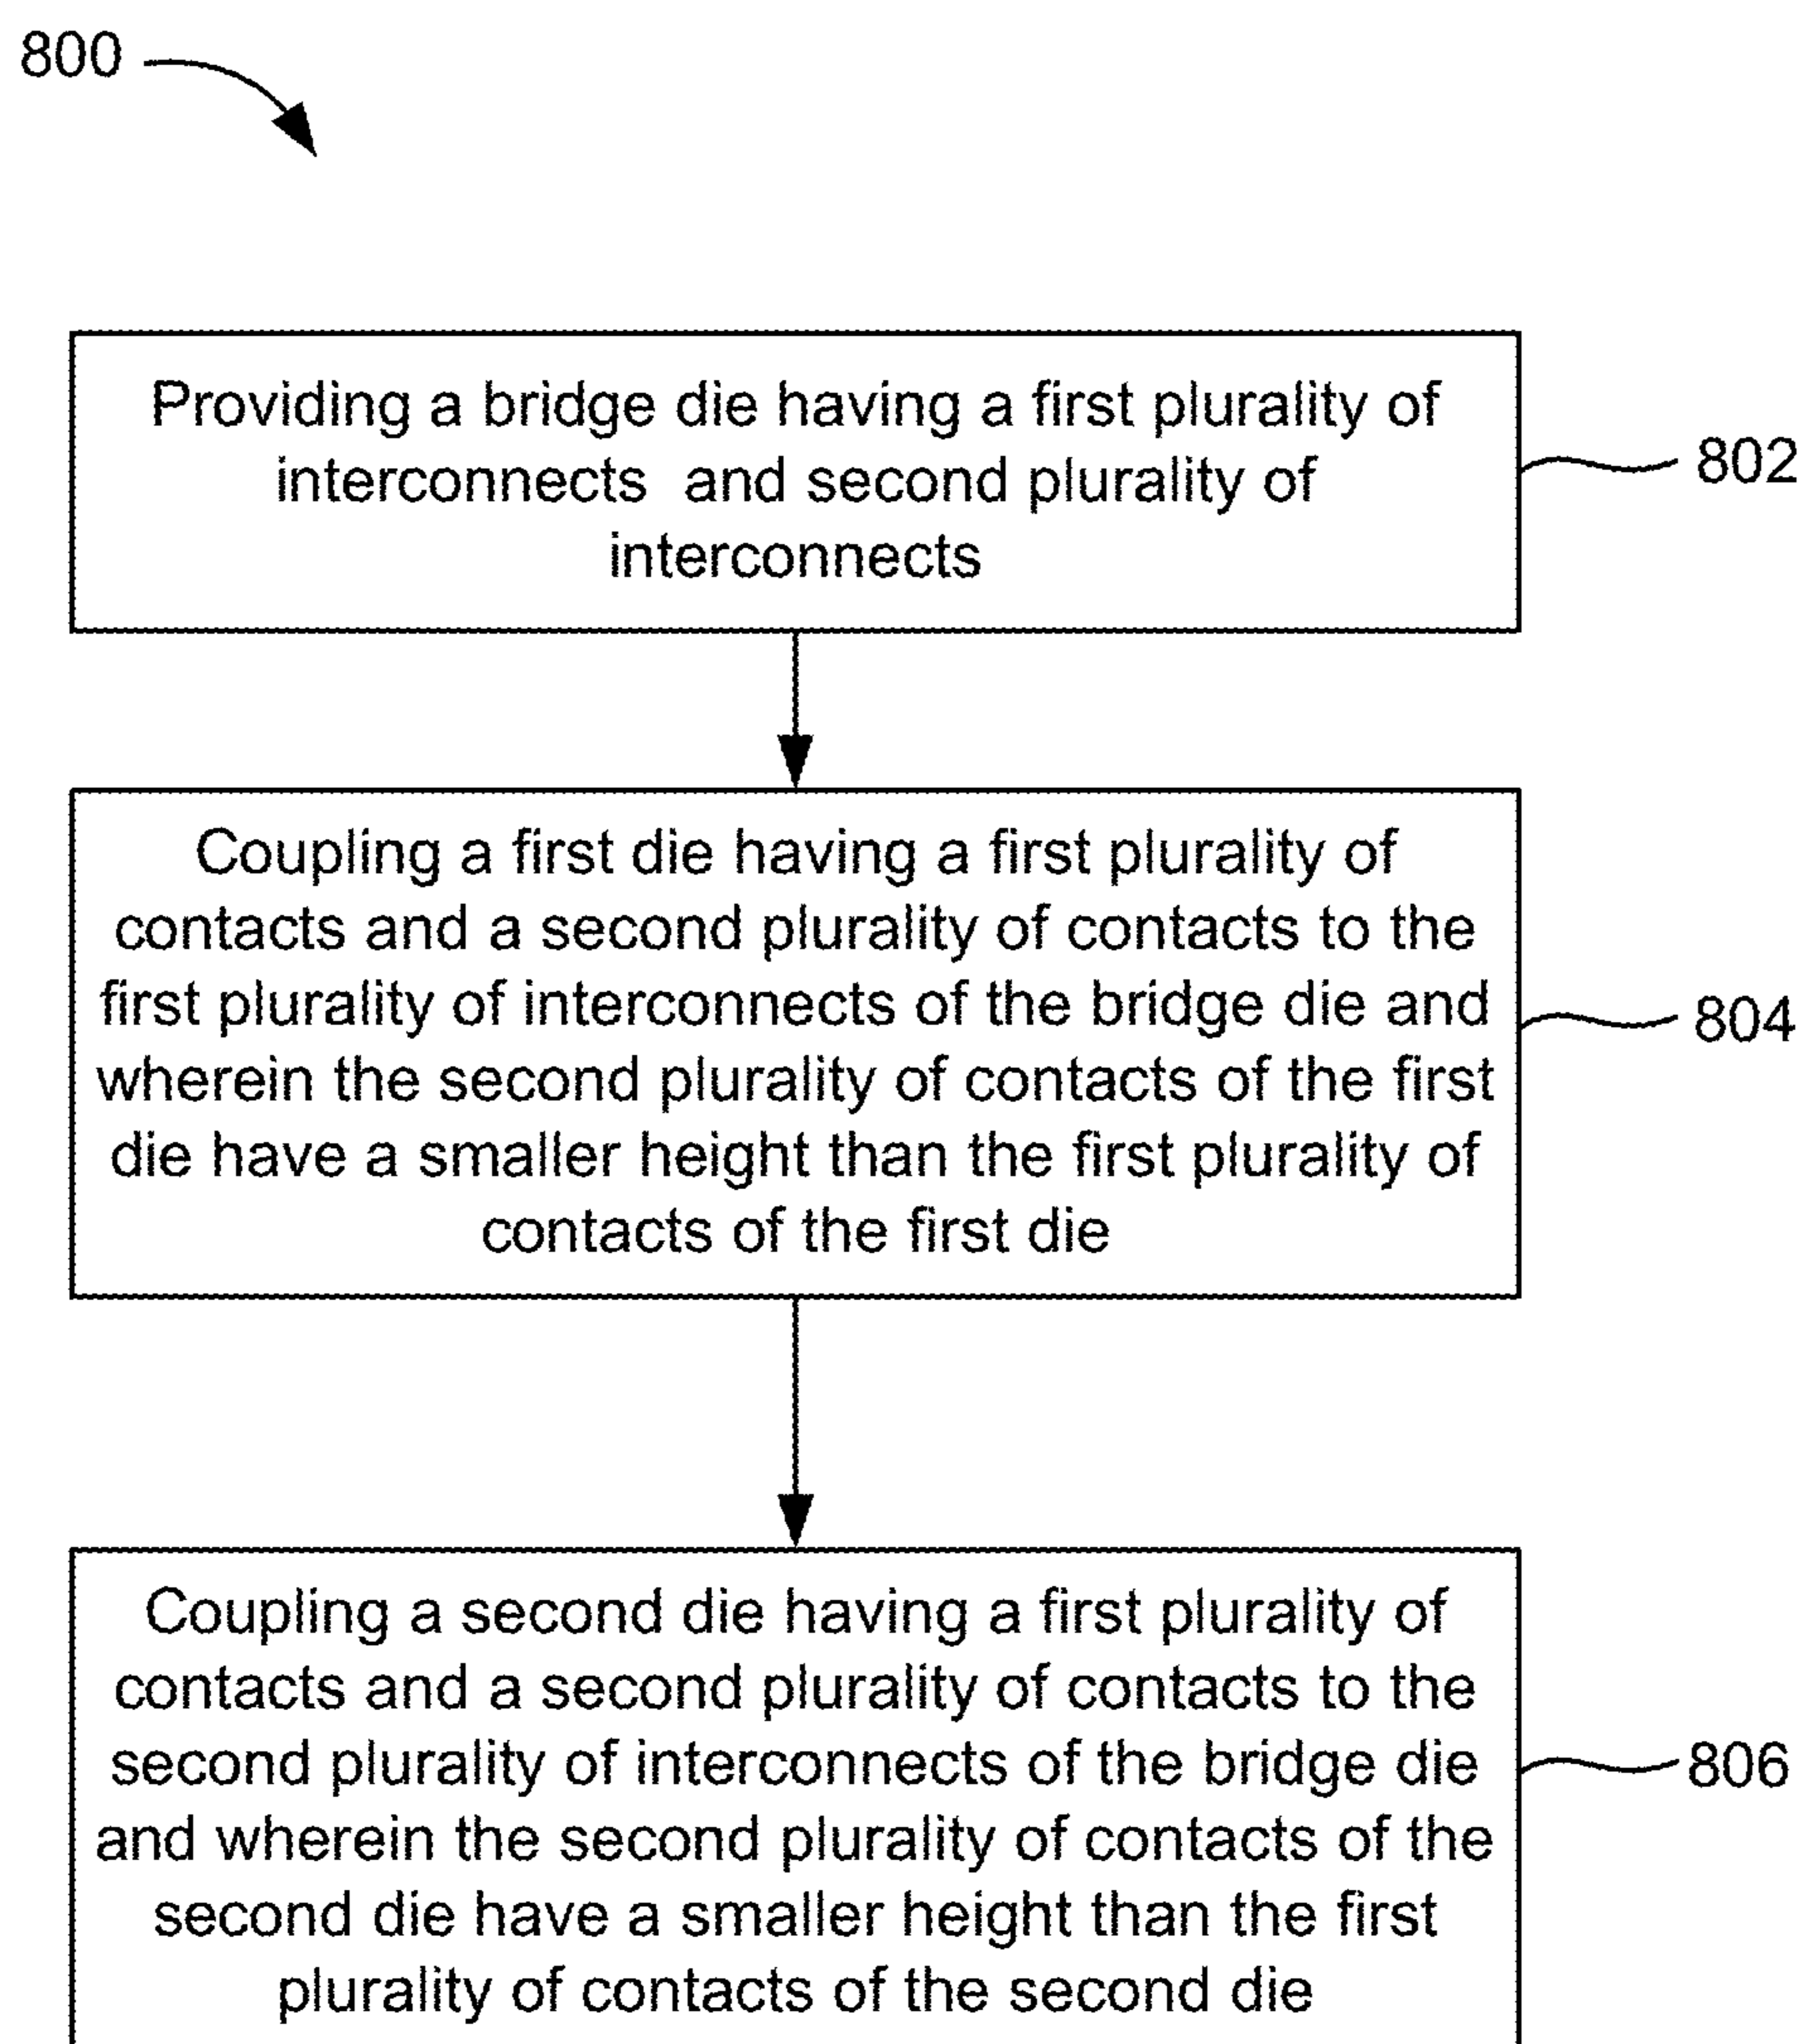 800
Providing a bridge die having a first plurality of
interconnects and second plurality of
interconnects
802
Coupling a first die having a first plurality of
contacts and a second plurality of contacts to the
first plurality of interconnects of the bridge die and
wherein the second plurality of contacts of the first
die have a smaller height than the first plurality of
contacts of the first die
804
Coupling a second die having a first plurality of
contacts and a second plurality of contacts to the
second plurality of interconnects of the bridge die
and wherein the second plurality of contacts of the
second die have a smaller height than the first
plurality of contacts of the second die
806